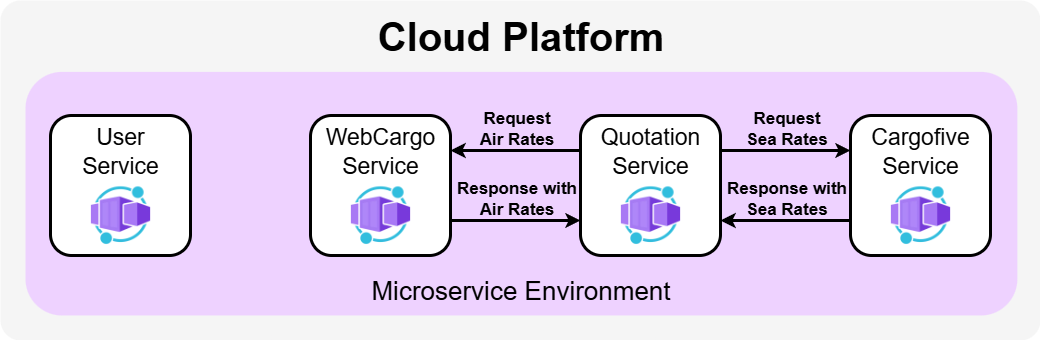 Cloud Platform
User
Service
WebCargo
Service
Request
Air Rates
Response with
Air Rates
Quotation
Service
Request
Sea Rates
Response with
Sea Rates
Cargofive
Service
Microservice Environment